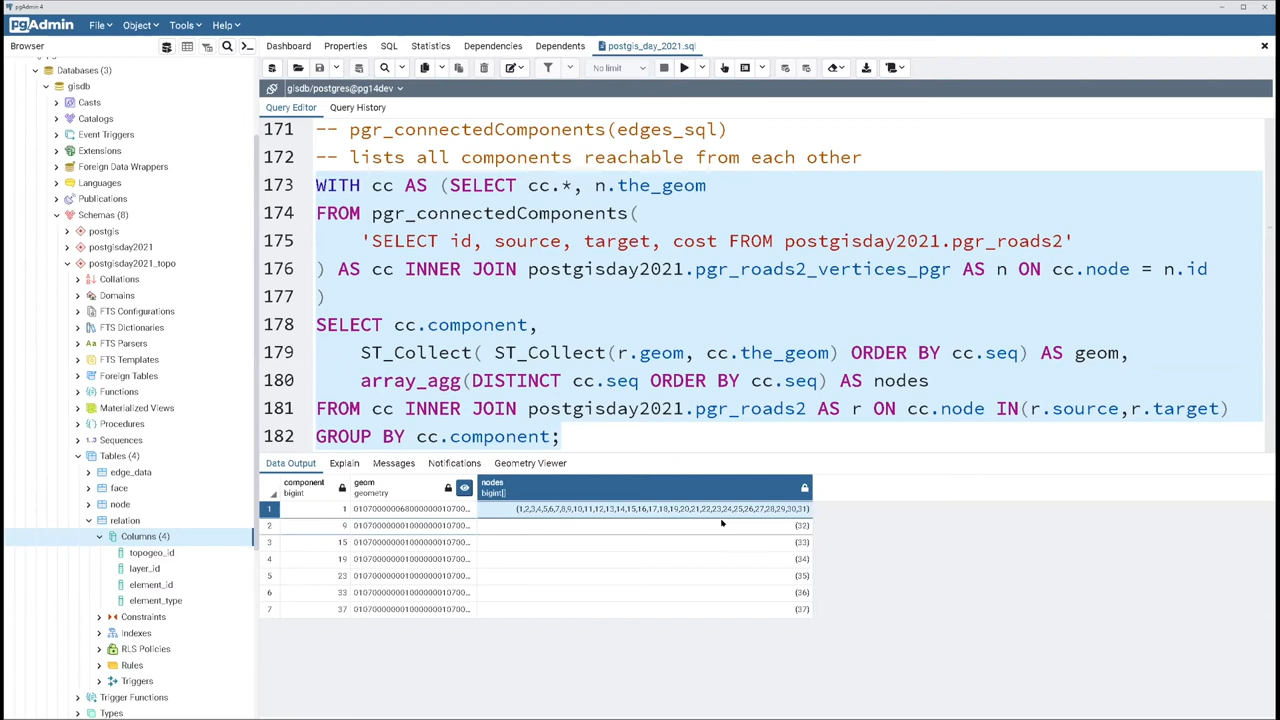 pgAdmin 4
pgAdmin File Object Tools Help
Browser
Dashboard Properties SQL Statistics Dependencies Dependents postgis_day_2021.sql
No limit
gisdb/postgres@pg14dev
Query Editor Query History
Databases (3)
gisdb
Casts
Catalogs
Event Triggers
Extensions
Foreign Data Wrappers
Languages
Publications
Schemas (8)
postgis
postgisday2021
postgisday2021_topo
Collations
Domains
FTS Configurations
FTS Dictionaries
FTS Parsers
FTS Templates
Foreign Tables
Functions
Materialized Views
Procedures
Sequences
Tables (4)
edge_data
face
node
relation
Columns (4)
topogeo_id
layer_id
element_id
element_type
Constraints
Indexes
RLS Policies
Rules
Triggers
Trigger Functions
Types
171 -- pgr_connectedComponents(edges_sql)
172 -- lists all components reachable from each other
173 WITH cc AS (SELECT cc.*, n.the_geom
174 FROM pgr_connectedComponents(
175 'SELECT id, source, target, cost FROM postgisday2021.pgr_roads2'
176 ) AS cc INNER JOIN postgisday2021.pgr_roads2_vertices_pgr AS n ON cc.node = n.id
177 )
178 SELECT cc.component,
179 ST_Collect( ST_Collect(r.geom, cc.the_geom) ORDER BY cc.seq) AS geom,
180 array_agg(DISTINCT cc.seq ORDER BY cc.seq) AS nodes
181 FROM cc INNER JOIN postgisday2021.pgr_roads2 AS r ON cc.node IN(r.source,r.target)
182 GROUP BY cc.component;
Data Output Explain Messages Notifications Geometry Viewer
component bigint geom geometry nodes bigint[]
1 1 0107000000680000000010700... {1,2,3,4,5,6,7,8,9,10,11,12,13,14,15,16,17,18,19,20,21,22,23,24,25,26,27,28,29,30,31}
2 9 010700000001000000010700... {32}
3 15 010700000001000000010700... {33}
4 19 010700000001000000010700... {34}
5 23 010700000001000000010700... {35}
6 33 010700000001000000010700... {36}
7 37 010700000001000000010700... {37}